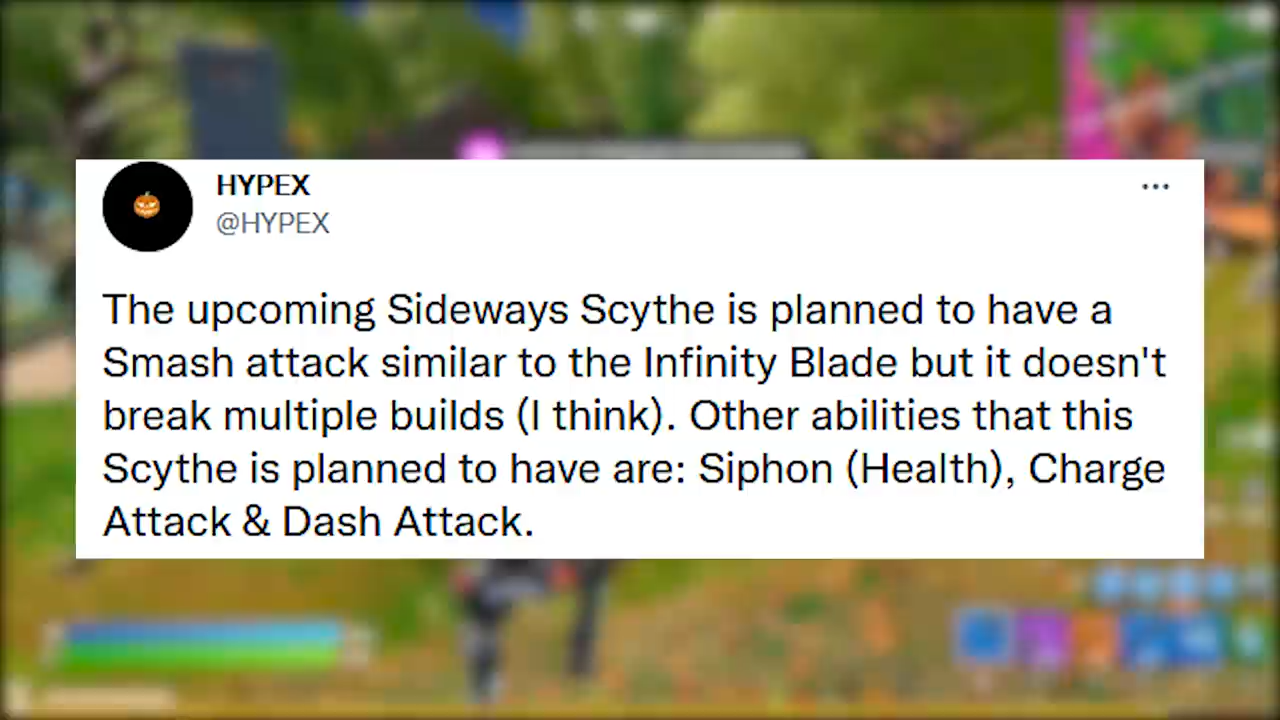 HYPEX
@HYPEX
The upcoming Sideways Scythe is planned to have a
Smash attack similar to the Infinity Blade but it doesn't
break multiple builds (I think). Other abilities that this
Scythe is planned to have are: Siphon (Health), Charge
Attack & Dash Attack.